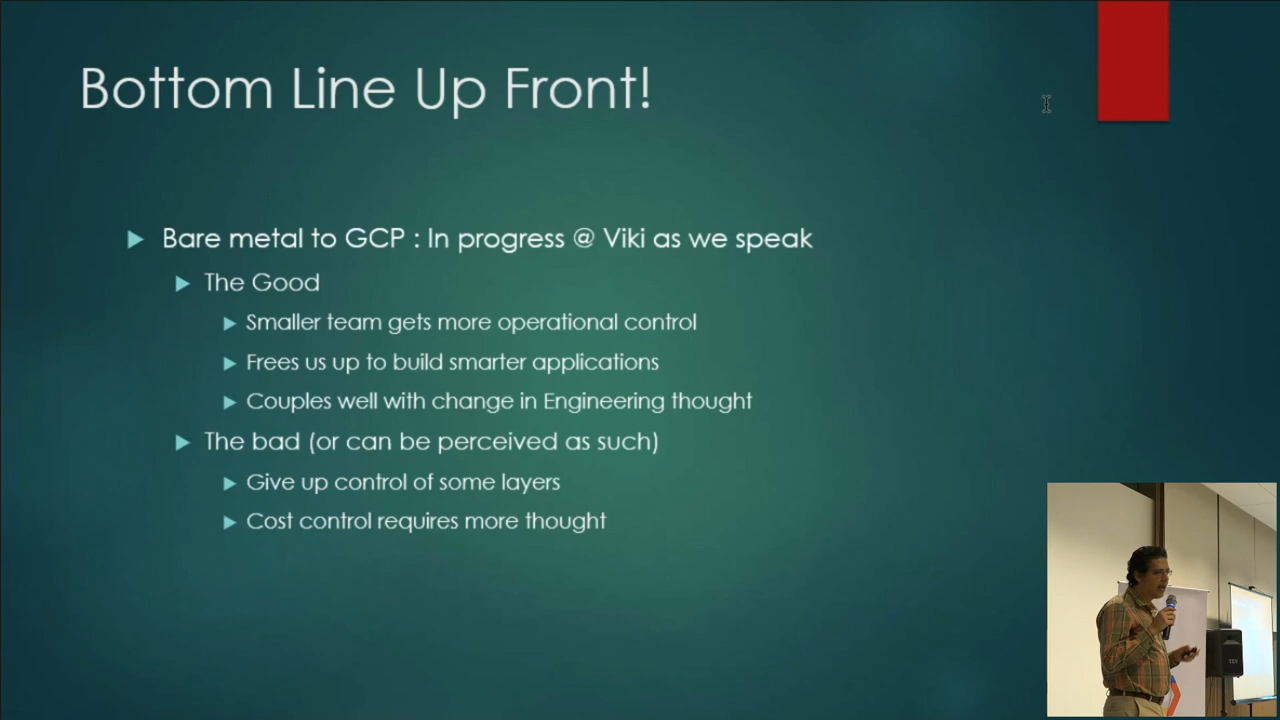 Bottom Line Up Front!
Bare metal to GCP : In progress @ Viki as we speak
The Good
Smaller team gets more operational control
Frees us up to build smarter applications
Couples well with change in Engineering thought
The bad (or can be perceived as such)
Give up control of some layers
Cost control requires more thought